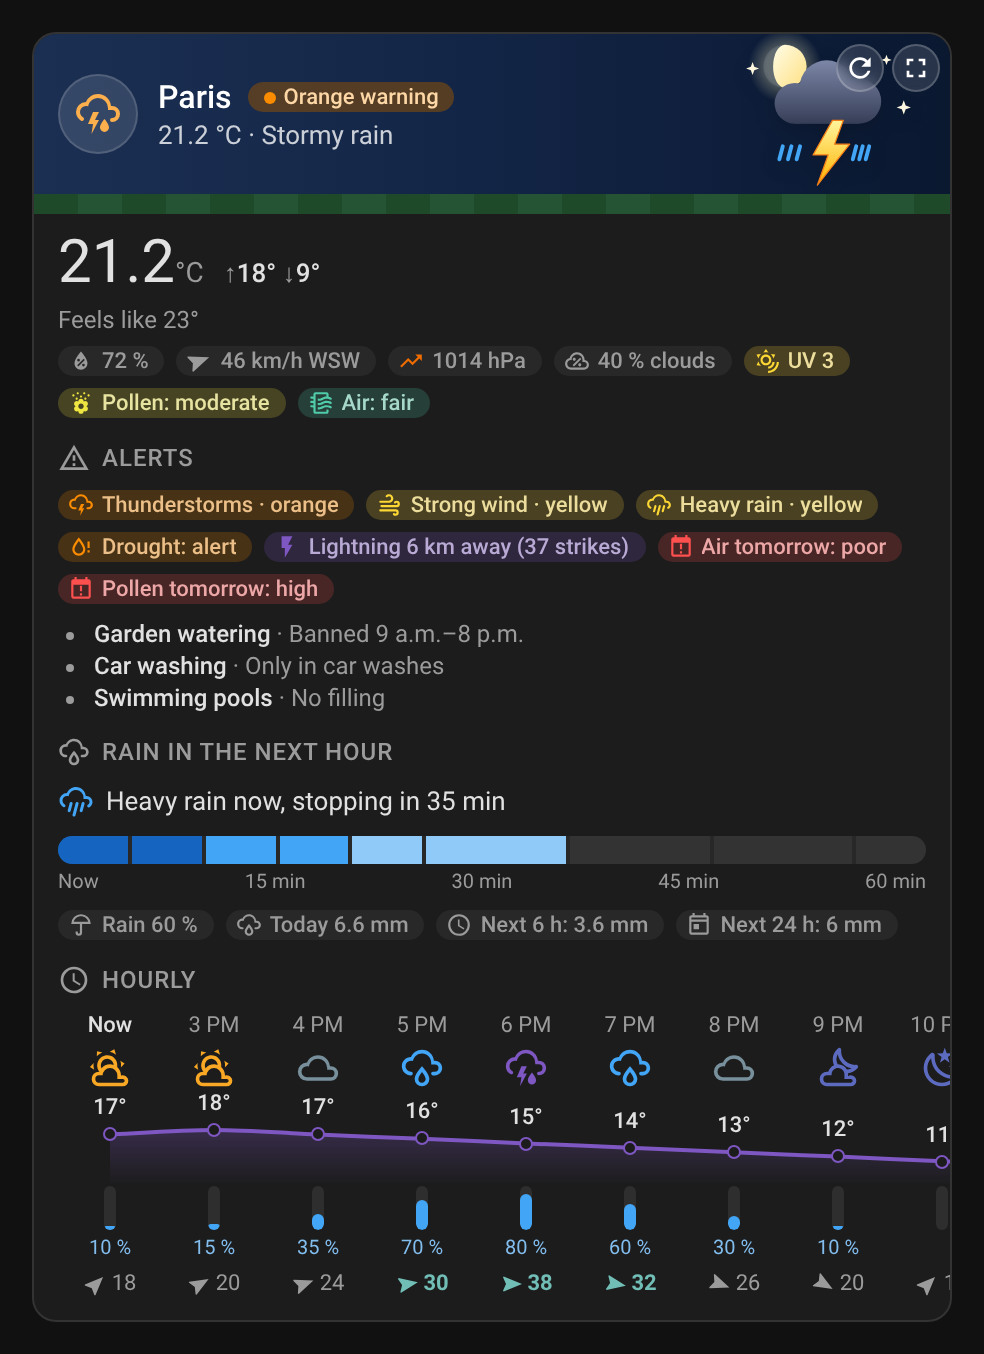 Paris Orange warning
21.2 °C · Stormy rain
21.2°C ↑18° ↓9°
Feels like 23°
72 % 46 km/h WSW 1014 hPa 40 % clouds UV 3
Pollen: moderate Air: fair
ALERTS
Thunderstorms · orange Strong wind · yellow Heavy rain · yellow
Drought: alert Lightning 6 km away (37 strikes) Air tomorrow: poor
Pollen tomorrow: high
• Garden watering · Banned 9 a.m.–8 p.m.
• Car washing · Only in car washes
• Swimming pools · No filling
RAIN IN THE NEXT HOUR
Heavy rain now, stopping in 35 min
Now 15 min 30 min 45 min 60 min
Rain 60 % Today 6.6 mm Next 6 h: 3.6 mm Next 24 h: 6 mm
HOURLY
Now 3 PM 4 PM 5 PM 6 PM 7 PM 8 PM 9 PM 10
17° 18° 17° 16° 15° 14° 13° 12° 11
10 % 15 % 35 % 70 % 80 % 60 % 30 % 10 %
18 20 24 30 38 32 26 20